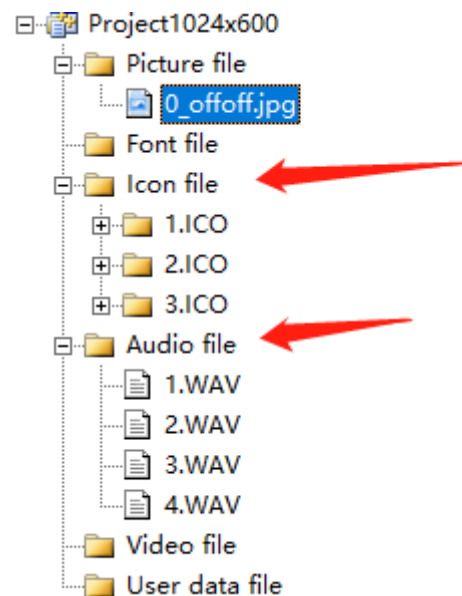 Project1024x600
Picture file
0_offoff.jpg
Font file
Icon file
1.ICO
2.ICO
3.ICO
Audio file
1.WAV
2.WAV
3.WAV
4.WAV
Video file
User data file